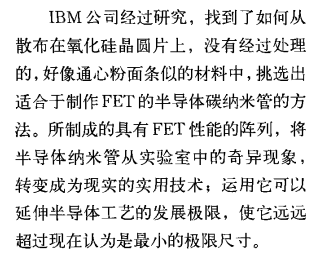 IBM公司经过研究，找到了如何从
散布在氧化硅晶圆片上，没有经过处理
的，好像通心粉面条似的材料中，挑选出
适合于制作FET的半导体碳纳米管的方
法。所制成的具有FET性能的阵列，将
半导体纳米管从实验室中的奇异现象，
转变成为现实的实用技术；运用它可以
延伸半导体工艺的发展极限，使它远远
超过现在认为是最小的极限尺寸。